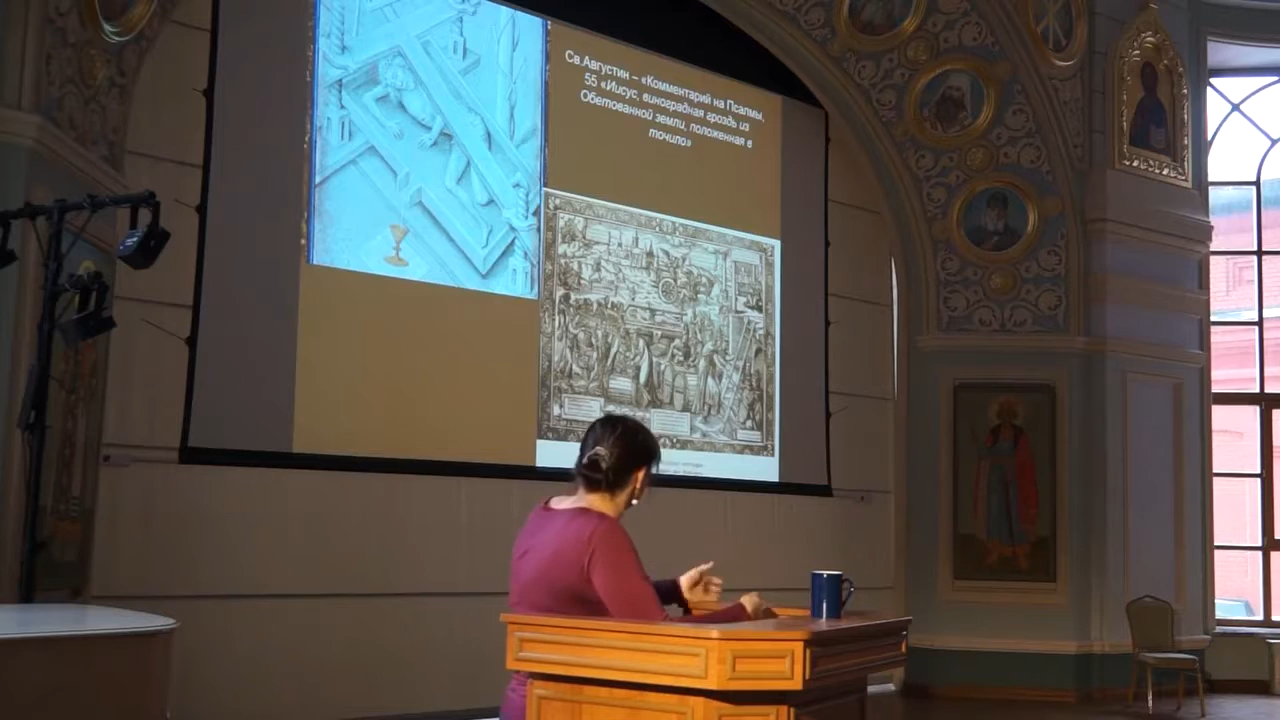 Св.Августин – «Комментарий на Псалмы,
55 «Иисус, виноградная гроздь из
Обетованной земли, положенная в
точило»